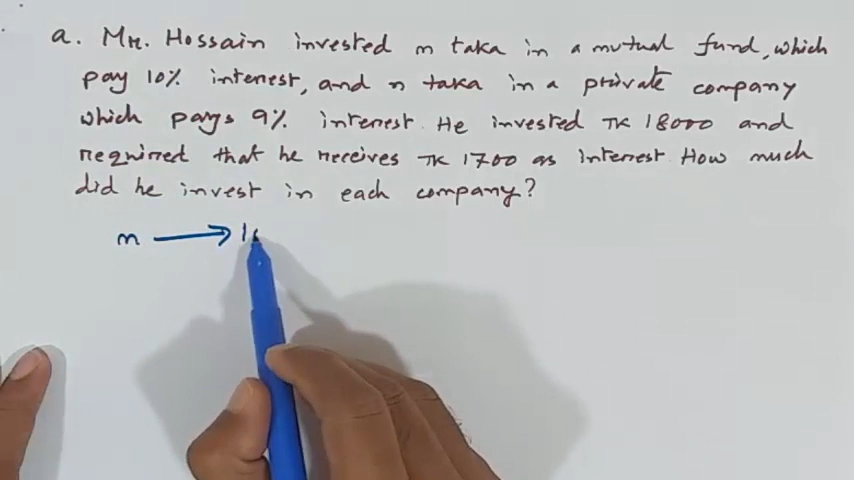 a. Mr. Hossain invested m taka in a mutual fund, which
pay 10% interest, and n taka in a private company
which pays 9% interest. He invested TK 18000 and
required that he receives TK 1700 as interest. How much
did he invest in each company?
m ⟶ 10